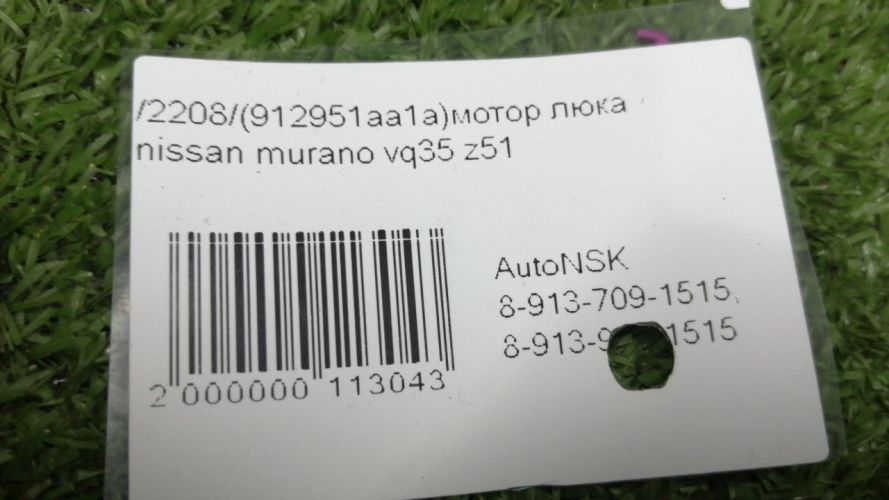 /2208/(912951aa1a)мотор люка
nissan murano vq35 z51
AutoNSK
8-913-709-1515,
2 000000 113043